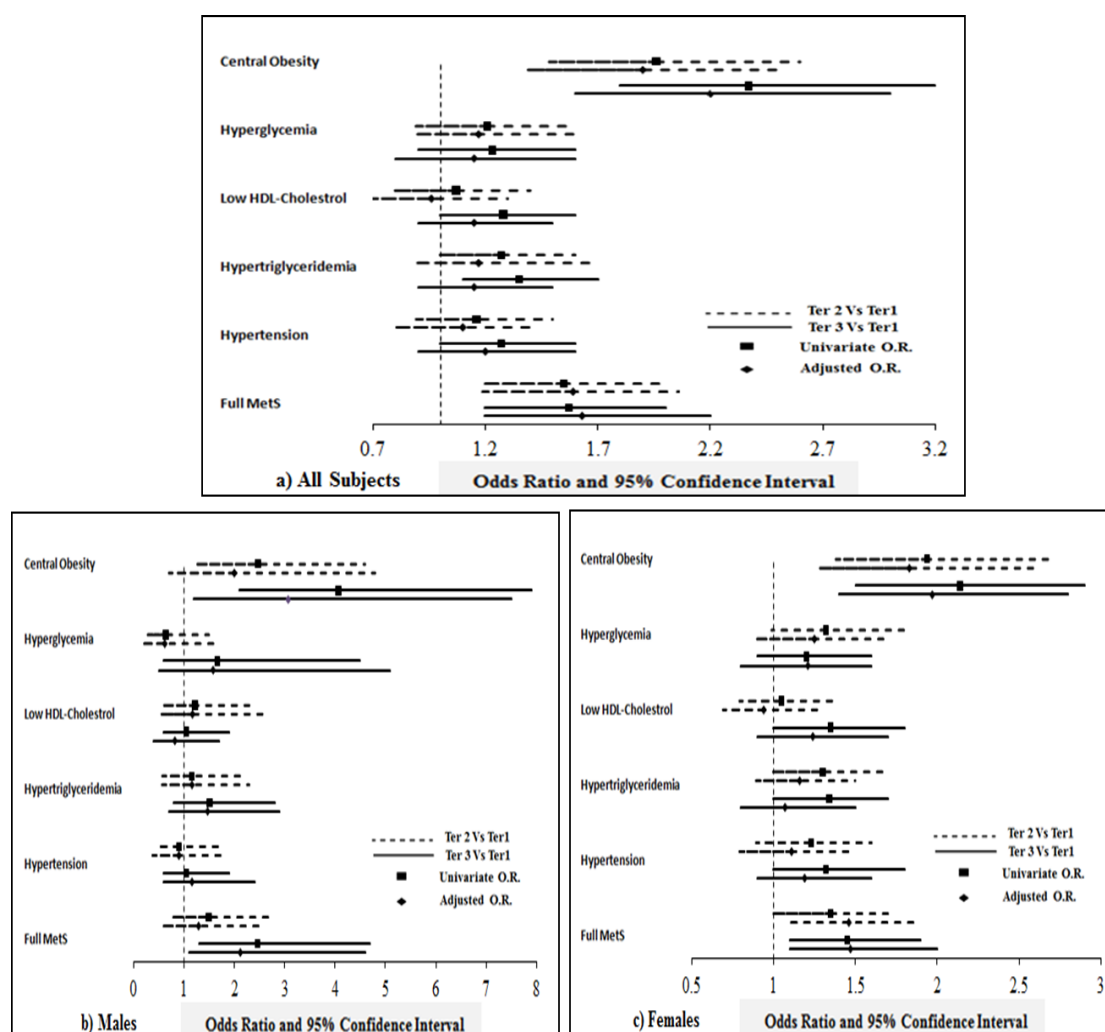 Central Obesity
Hyperglycemia
Low HDL-Cholestrol
Hypertriglyceridemia
Hypertension
Full MetS
Ter 2 Vs Ter1
Ter 3 Vs Ter1
Univariate O.R.
Adjusted O.R.
0.7 1.2 1.7 2.2 2.7 3.2
a) All Subjects Odds Ratio and 95% Confidence Interval
Central Obesity
Hyperglycemia
Low HDL-Cholestrol
Hypertriglyceridemia
Hypertension
Full MetS
Ter 2 Vs Ter1
Ter 3 Vs Ter1
Univariate O.R.
Adjusted O.R.
0 1 2 3 4 5 6 7 8
b) Males Odds Ratio and 95% Confidence Interval
Central Obesity
Hyperglycemia
Low HDL-Cholestrol
Hypertriglyceridemia
Hypertension
Full MetS
Ter 2 Vs Ter1
Ter 3 Vs Ter1
Univariate O.R.
Adjusted O.R.
0.5 1 1.5 2 2.5 3
c) Females Odds Ratio and 95% Confidence Interval